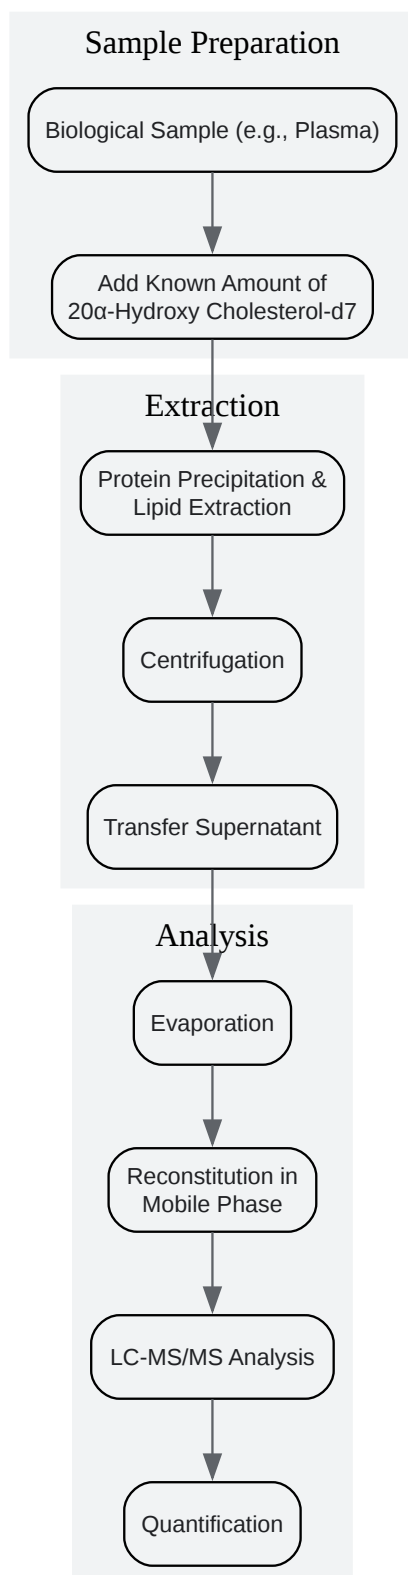 Sample Preparation
Biological Sample (e.g., Plasma)
Add Known Amount of
20α-Hydroxy Cholesterol-d7
Extraction
Protein Precipitation &
Lipid Extraction
Centrifugation
Transfer Supernatant
Analysis
Evaporation
Reconstitution in
Mobile Phase
LC-MS/MS Analysis
Quantification